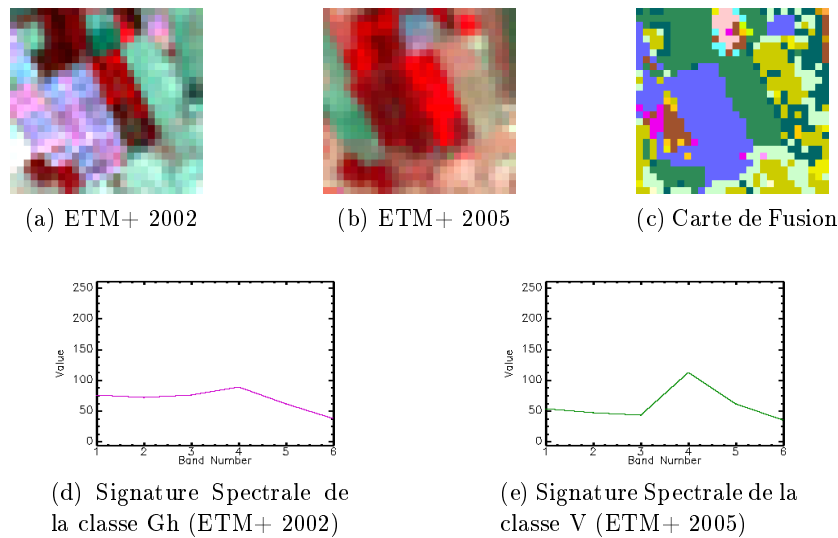 (a) ETM+ 2002
(b) ETM+ 2005
(c) Carte de Fusion
250
200
150
100
50
0
Value
1 2 3 4 5 6
Band Number
250
200
150
100
50
0
Value
1 2 3 4 5 6
Band Number
(d) Signature Spectrale de
la classe Gh (ETM+ 2002)
(e) Signature Spectrale de la
classe V (ETM+ 2005)